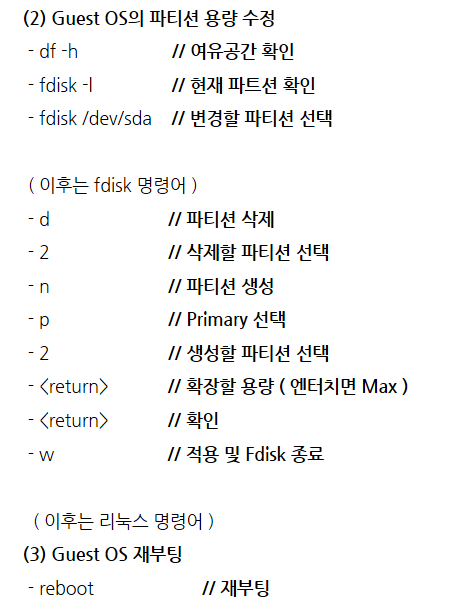 (2) Guest OS의 파티션 용량 수정
- df -h // 여유공간 확인
- fdisk -l // 현재 파트션 확인
- fdisk /dev/sda // 변경할 파티션 선택
( 이후는 fdisk 명령어 )
- d // 파티션 삭제
- 2 // 삭제할 파티션 선택
- n // 파티션 생성
- p // Primary 선택
- 2 // 생성할 파티션 선택
- <return> // 확장할 용량 ( 엔터치면 Max )
- <return> // 확인
- w // 적용 및 Fdisk 종료
( 이후는 리눅스 명령어 )
(3) Guest OS 재부팅
- reboot // 재부팅